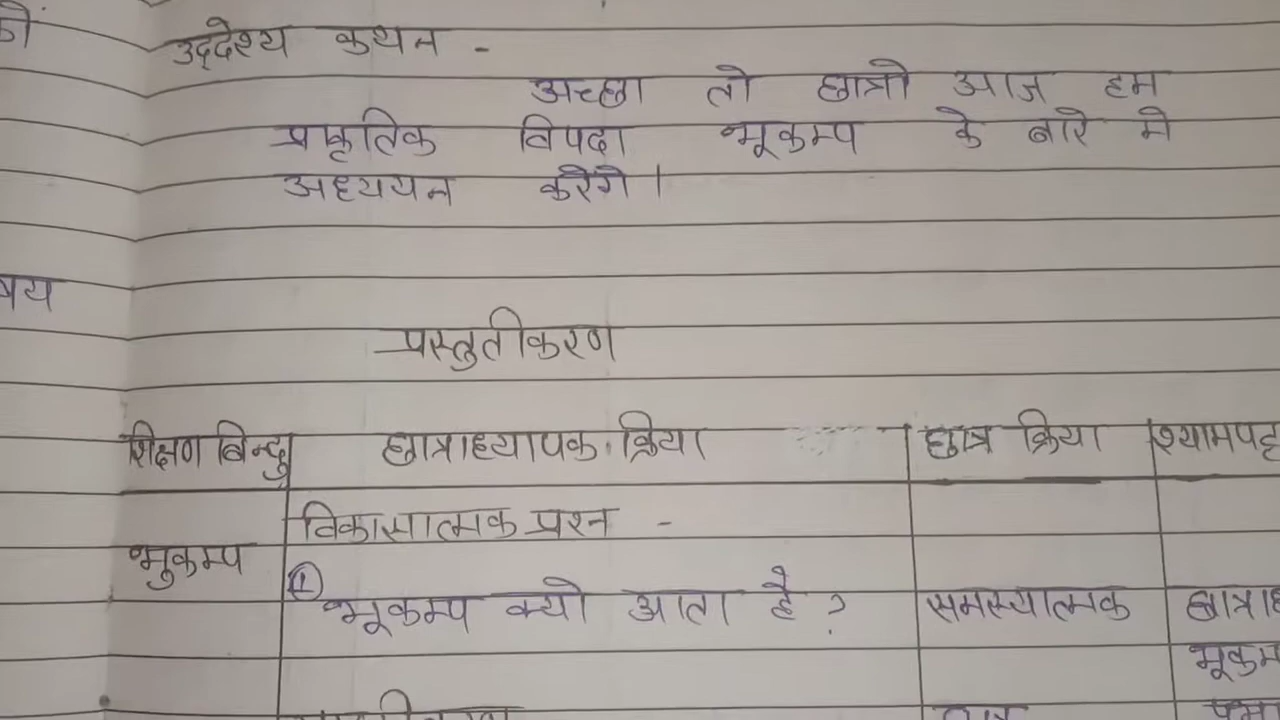 उद्देश्य कथन -
अच्छा तो छात्रो आज हम
प्राकृतिक विपदा भूकम्प के बारे मे
अध्ययन करेगे।
प्रस्तुतीकरण
शिक्षण बिन्दु छात्राध्यापक क्रिया छात्र क्रिया श्यामपट्ट
विकासात्मक प्रश्न -
भुकम्प
① भूकम्प क्यो आता है ? समस्यात्मक